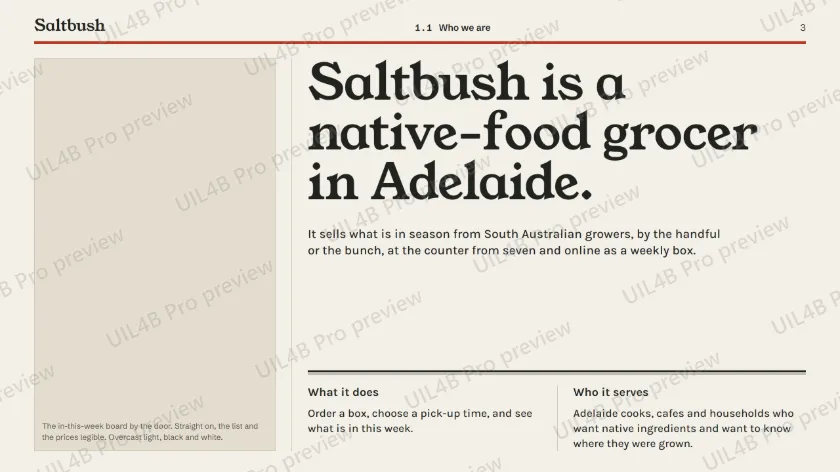 Saltbush
1.1 Who we are
3
Saltbush is a
native-food grocer
in Adelaide.
It sells what is in season from South Australian growers, by the handful
or the bunch, at the counter from seven and online as a weekly box.
The in-this-week board by the door. Straight on, the list and
the prices legible. Overcast light, black and white.
What it does
Order a box, choose a pick-up time, and see
what is in this week.
Who it serves
Adelaide cooks, cafes and households who
want native ingredients and want to know
where they were grown.
UIL4B Pro preview